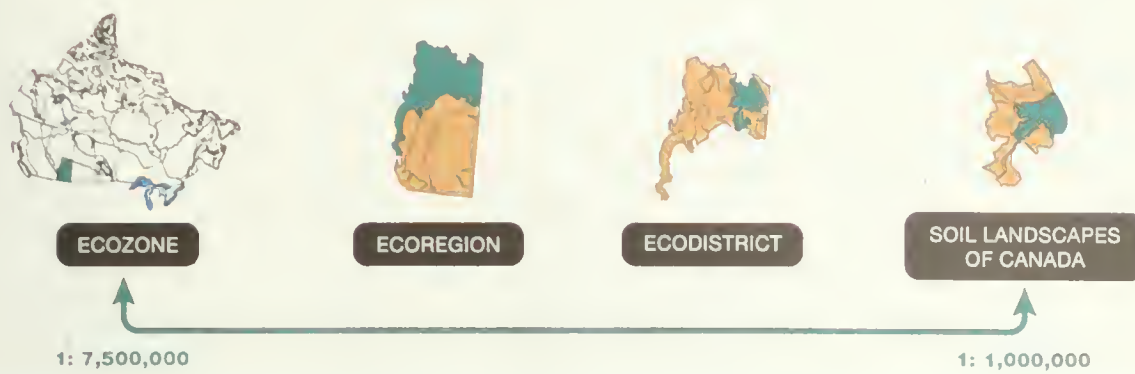 ECOZONE
ECOREGION
ECODISTRICT
SOIL LANDSCAPES
OF CANADA
1: 7,500,000
1: 1,000,000